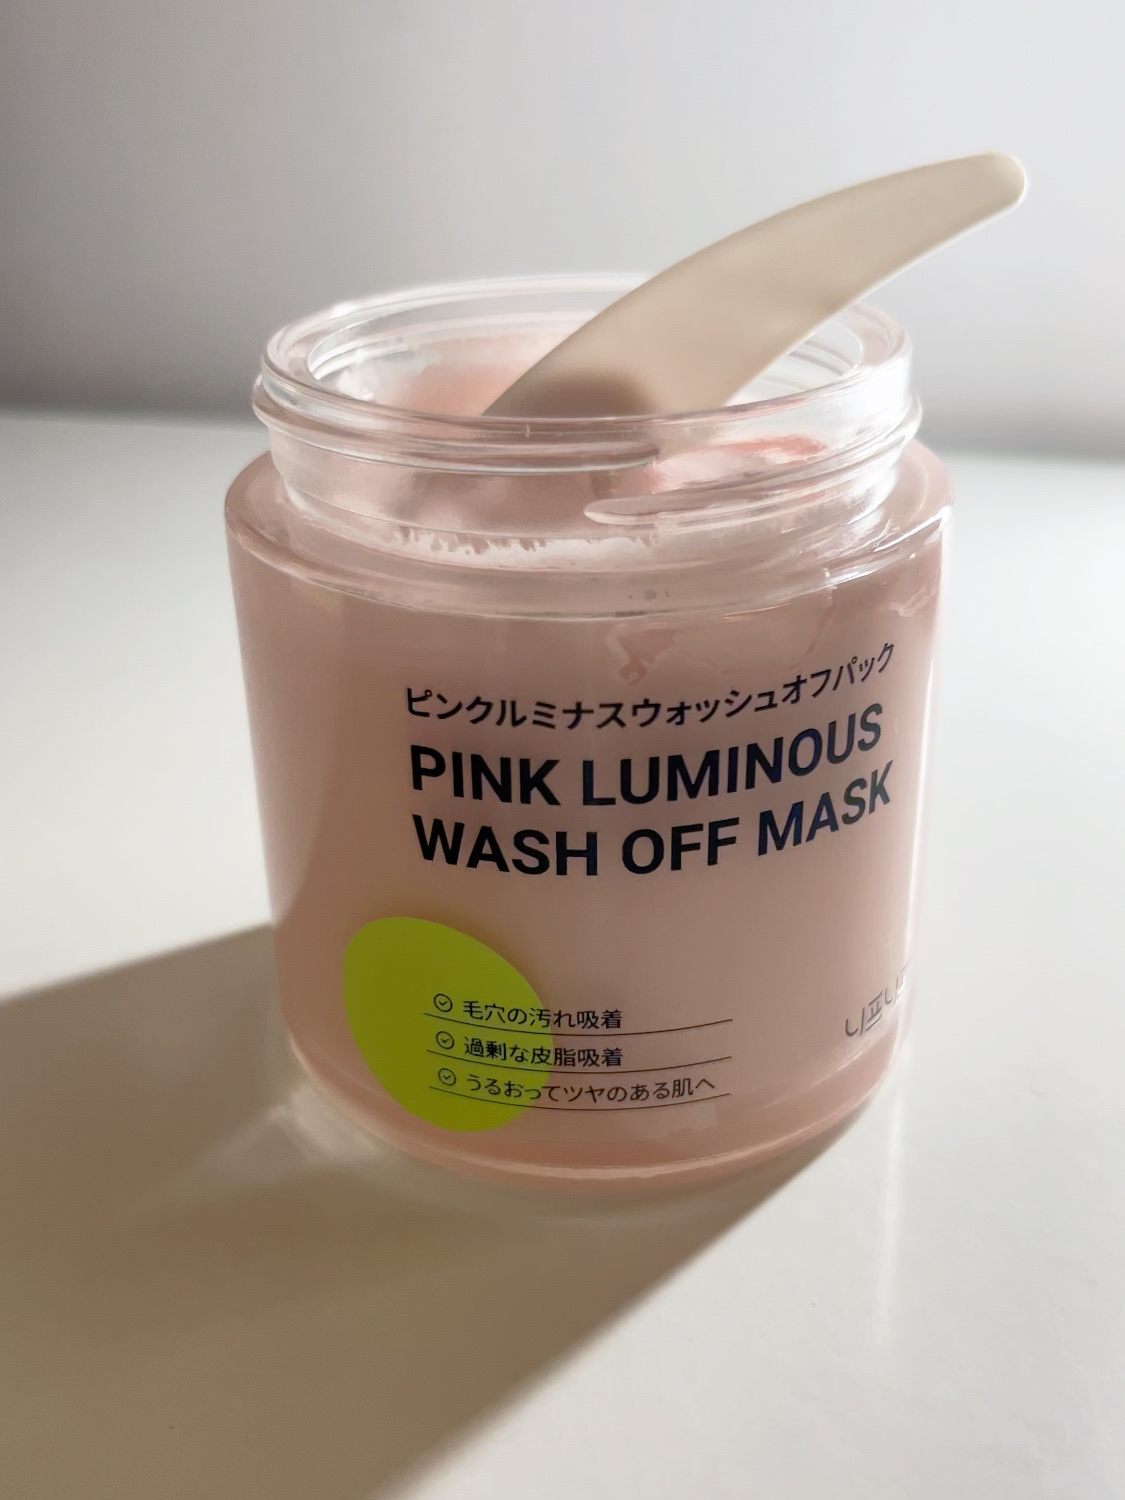 ピンクルミナスウォッシュオフパック
PINK LUMINOUS
WASH OFF MASK
毛穴の汚れ吸着
過剰な皮脂吸着
うるおってツヤのある肌へ